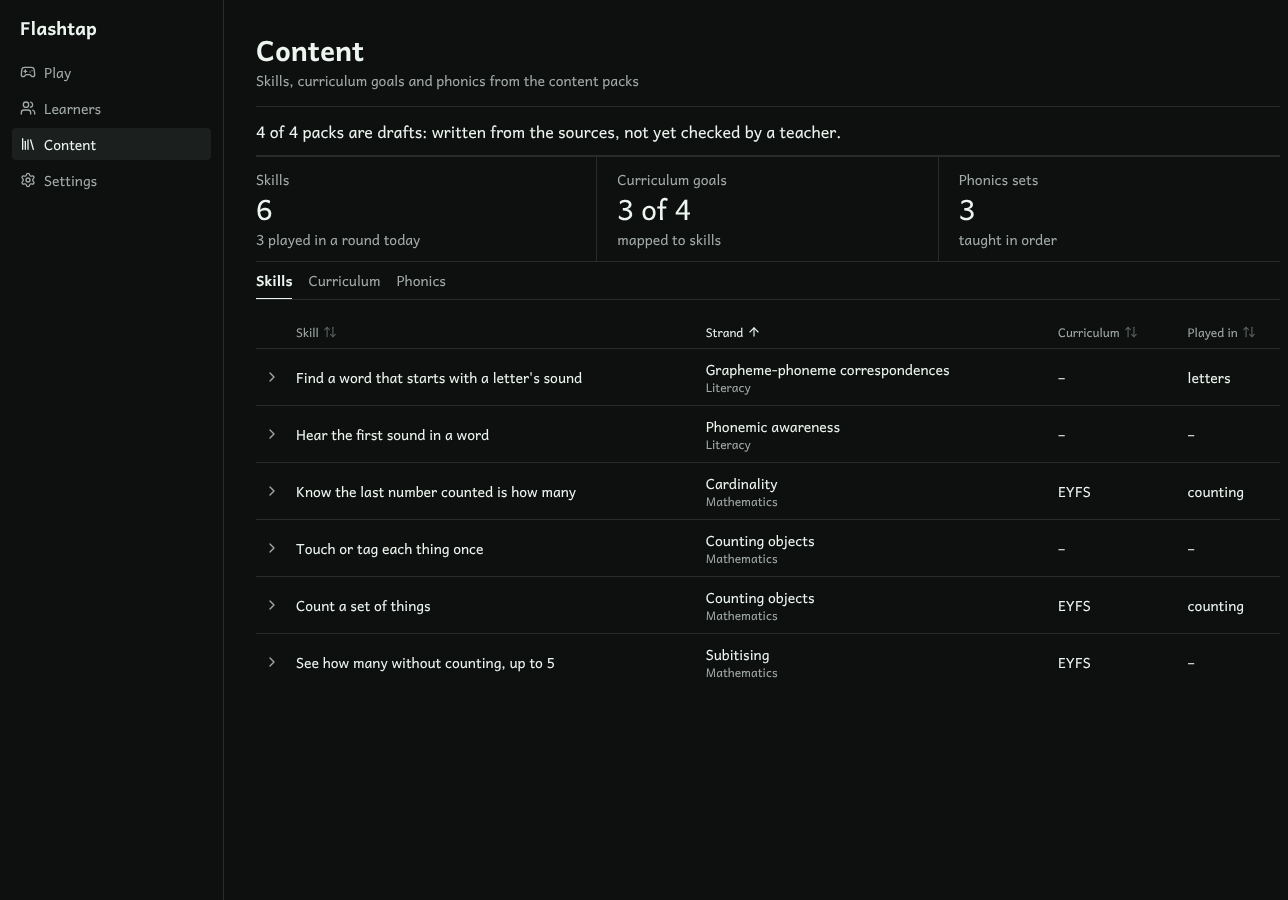 Flashtap
Play
Learners
Content
Settings
Content
Skills, curriculum goals and phonics from the content packs
4 of 4 packs are drafts: written from the sources, not yet checked by a teacher.
Skills
6
3 played in a round today
Curriculum goals
3 of 4
mapped to skills
Phonics sets
3
taught in order
Skills Curriculum Phonics
Skill Strand Curriculum Played in
Find a word that starts with a letter's sound
Grapheme-phoneme correspondences
Literacy
–
letters
Hear the first sound in a word
Phonemic awareness
Literacy
–
–
Know the last number counted is how many
Cardinality
Mathematics
EYFS
counting
Touch or tag each thing once
Counting objects
Mathematics
–
–
Count a set of things
Counting objects
Mathematics
EYFS
counting
See how many without counting, up to 5
Subitising
Mathematics
EYFS
–